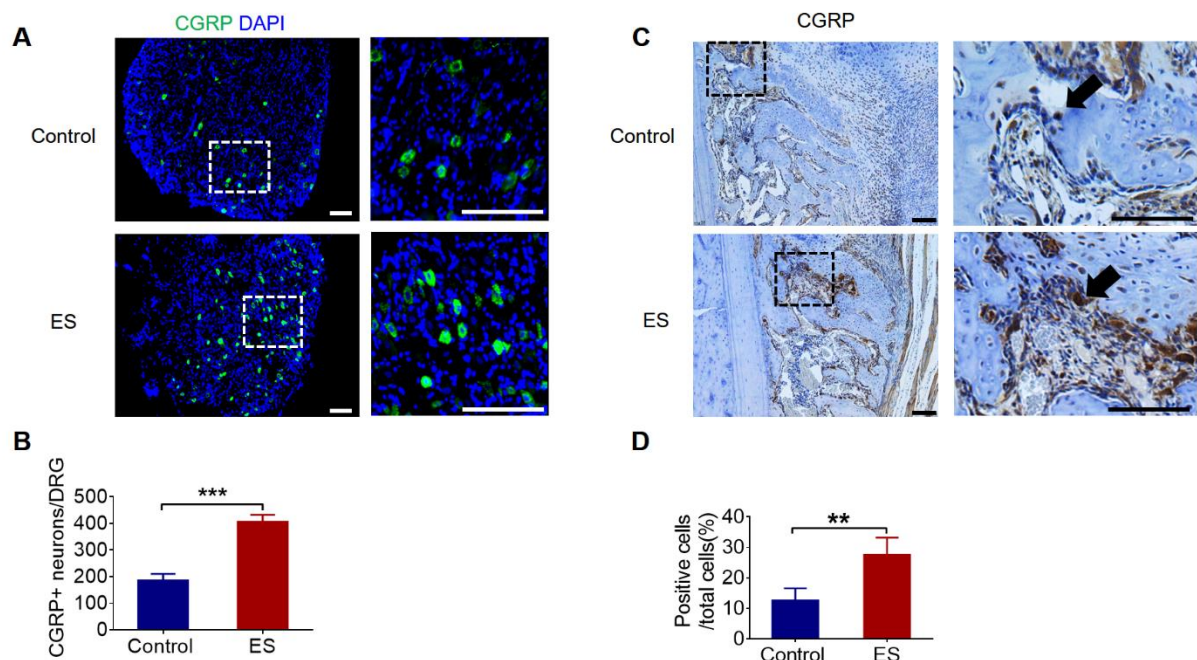 A
CGRP DAPI
Control
ES
B
CGRP+ neurons/DRG
500
400
300
200
100
0
***
Control
ES
C
CGRP
Control
ES
D
Positive cells
/total cells(%)
40
30
20
10
0
**
Control
ES